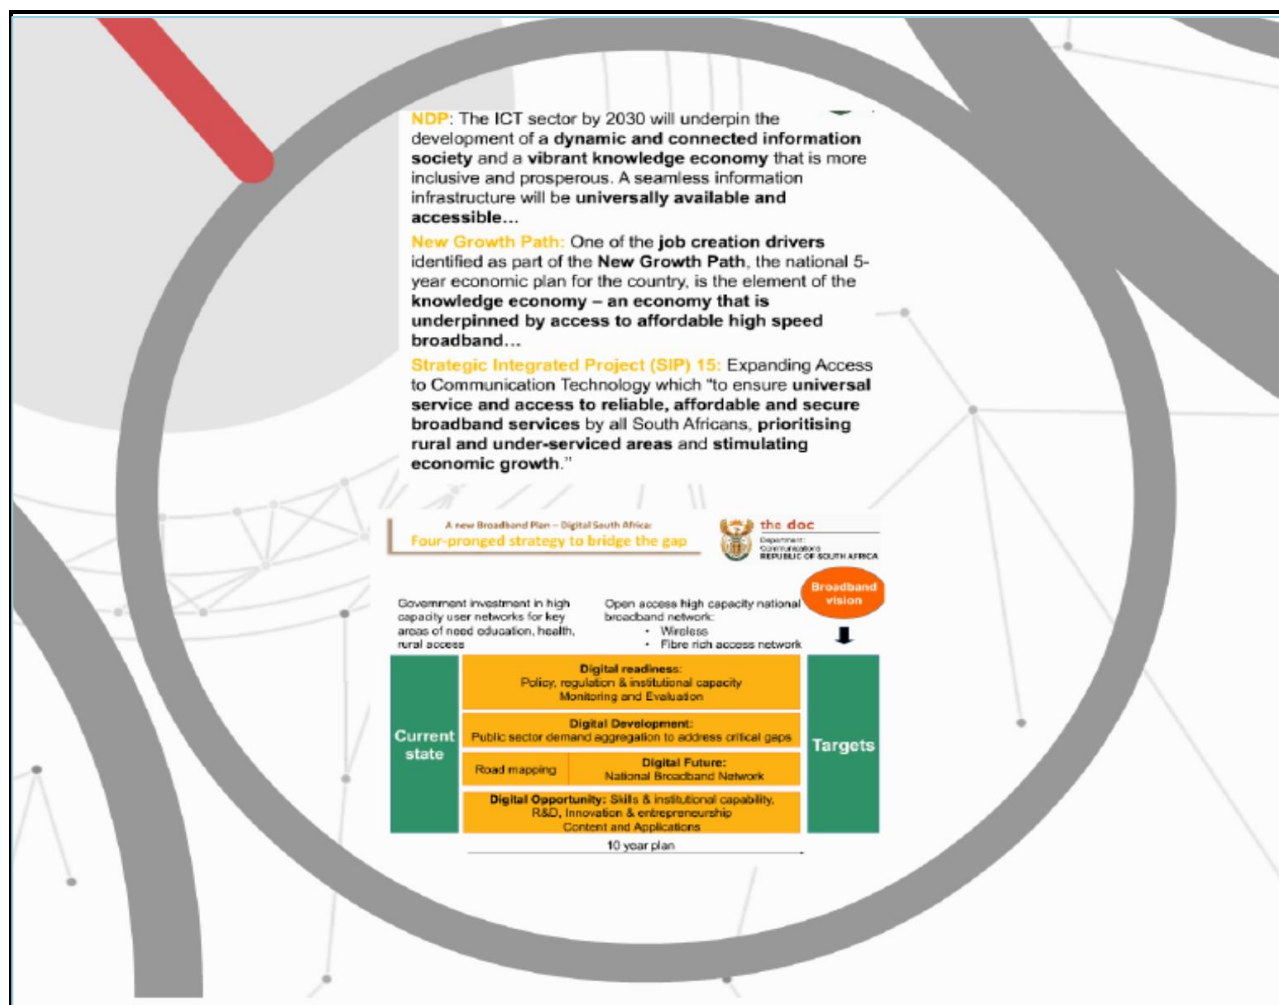 NDP: The ICT sector by 2030 will underpin the
development of a dynamic and connected information
society and a vibrant knowledge economy that is more
inclusive and prosperous. A seamless information
infrastructure will be universally available and
accessible...
New Growth Path: One of the job creation drivers
identified as part of the New Growth Path, the national 5-
year economic plan for the country, is the element of the
knowledge economy – an economy that is
underpinned by access to affordable high speed
broadband...
Strategic Integrated Project (SIP) 15: Expanding Access
to Communication Technology which “to ensure universal
service and access to reliable, affordable and secure
broadband services by all South Africans, prioritising
rural and under-serviced areas and stimulating
economic growth.”
A new Broadband Plan – Digital South Africa:
Four-pronged strategy to bridge the gap
the doc
Department:
Communications
REPUBLIC OF SOUTH AFRICA
Broadband
vision
Government investment in high
capacity user networks for key
areas of need education, health,
rural access
Open access high capacity national
broadband network:
• Wireless
• Fibre rich access network
Current
state
Digital readiness:
Policy, regulation & institutional capacity
Monitoring and Evaluation
Digital Development:
Public sector demand aggregation to address critical gaps
Road mapping
Digital Future:
National Broadband Network
Digital Opportunity: Skills & institutional capability,
R&D, Innovation & entrepreneurship
Content and Applications
Targets
10 year plan